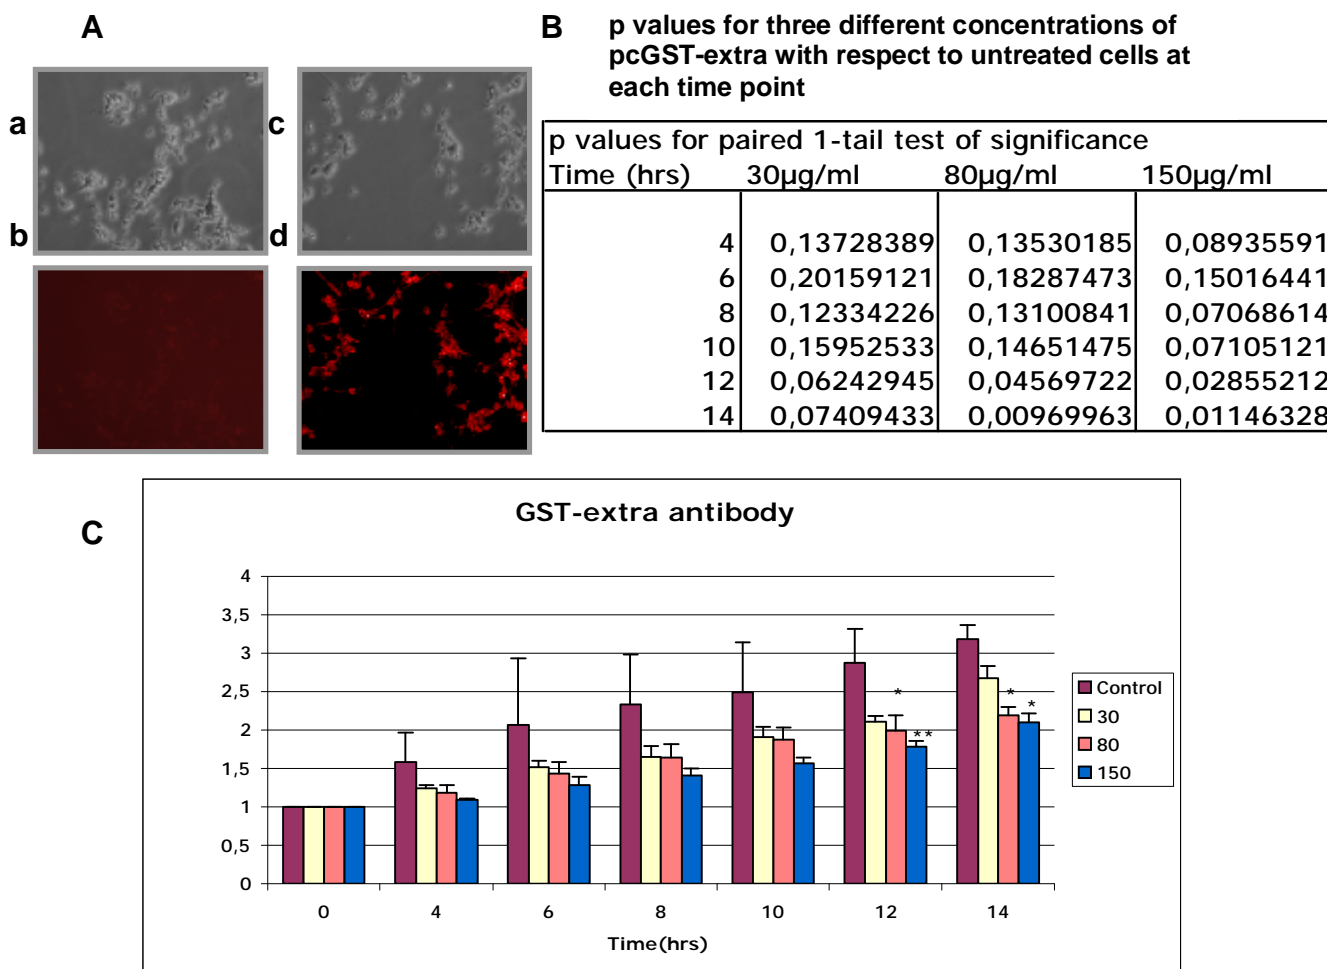 A
a
c
b
d
B
p values for three different concentrations of
pcGST-extra with respect to untreated cells at
each time point
p values for paired 1-tail test of significance
Time (hrs) 30µg/ml 80µg/ml 150µg/ml
4 0,13728389 0,13530185 0,08935591
6 0,20159121 0,18287473 0,15016441
8 0,12334226 0,13100841 0,07068614
10 0,15952533 0,14651475 0,07105121
12 0,06242945 0,04569722 0,02855212
14 0,07409433 0,00969963 0,01146328
C
GST-extra antibody
4
3,5
3
2,5
2
1,5
1
0,5
0
*
**
*
*
0 4 6 8 10 12 14
Time(hrs)
Control
30
80
150